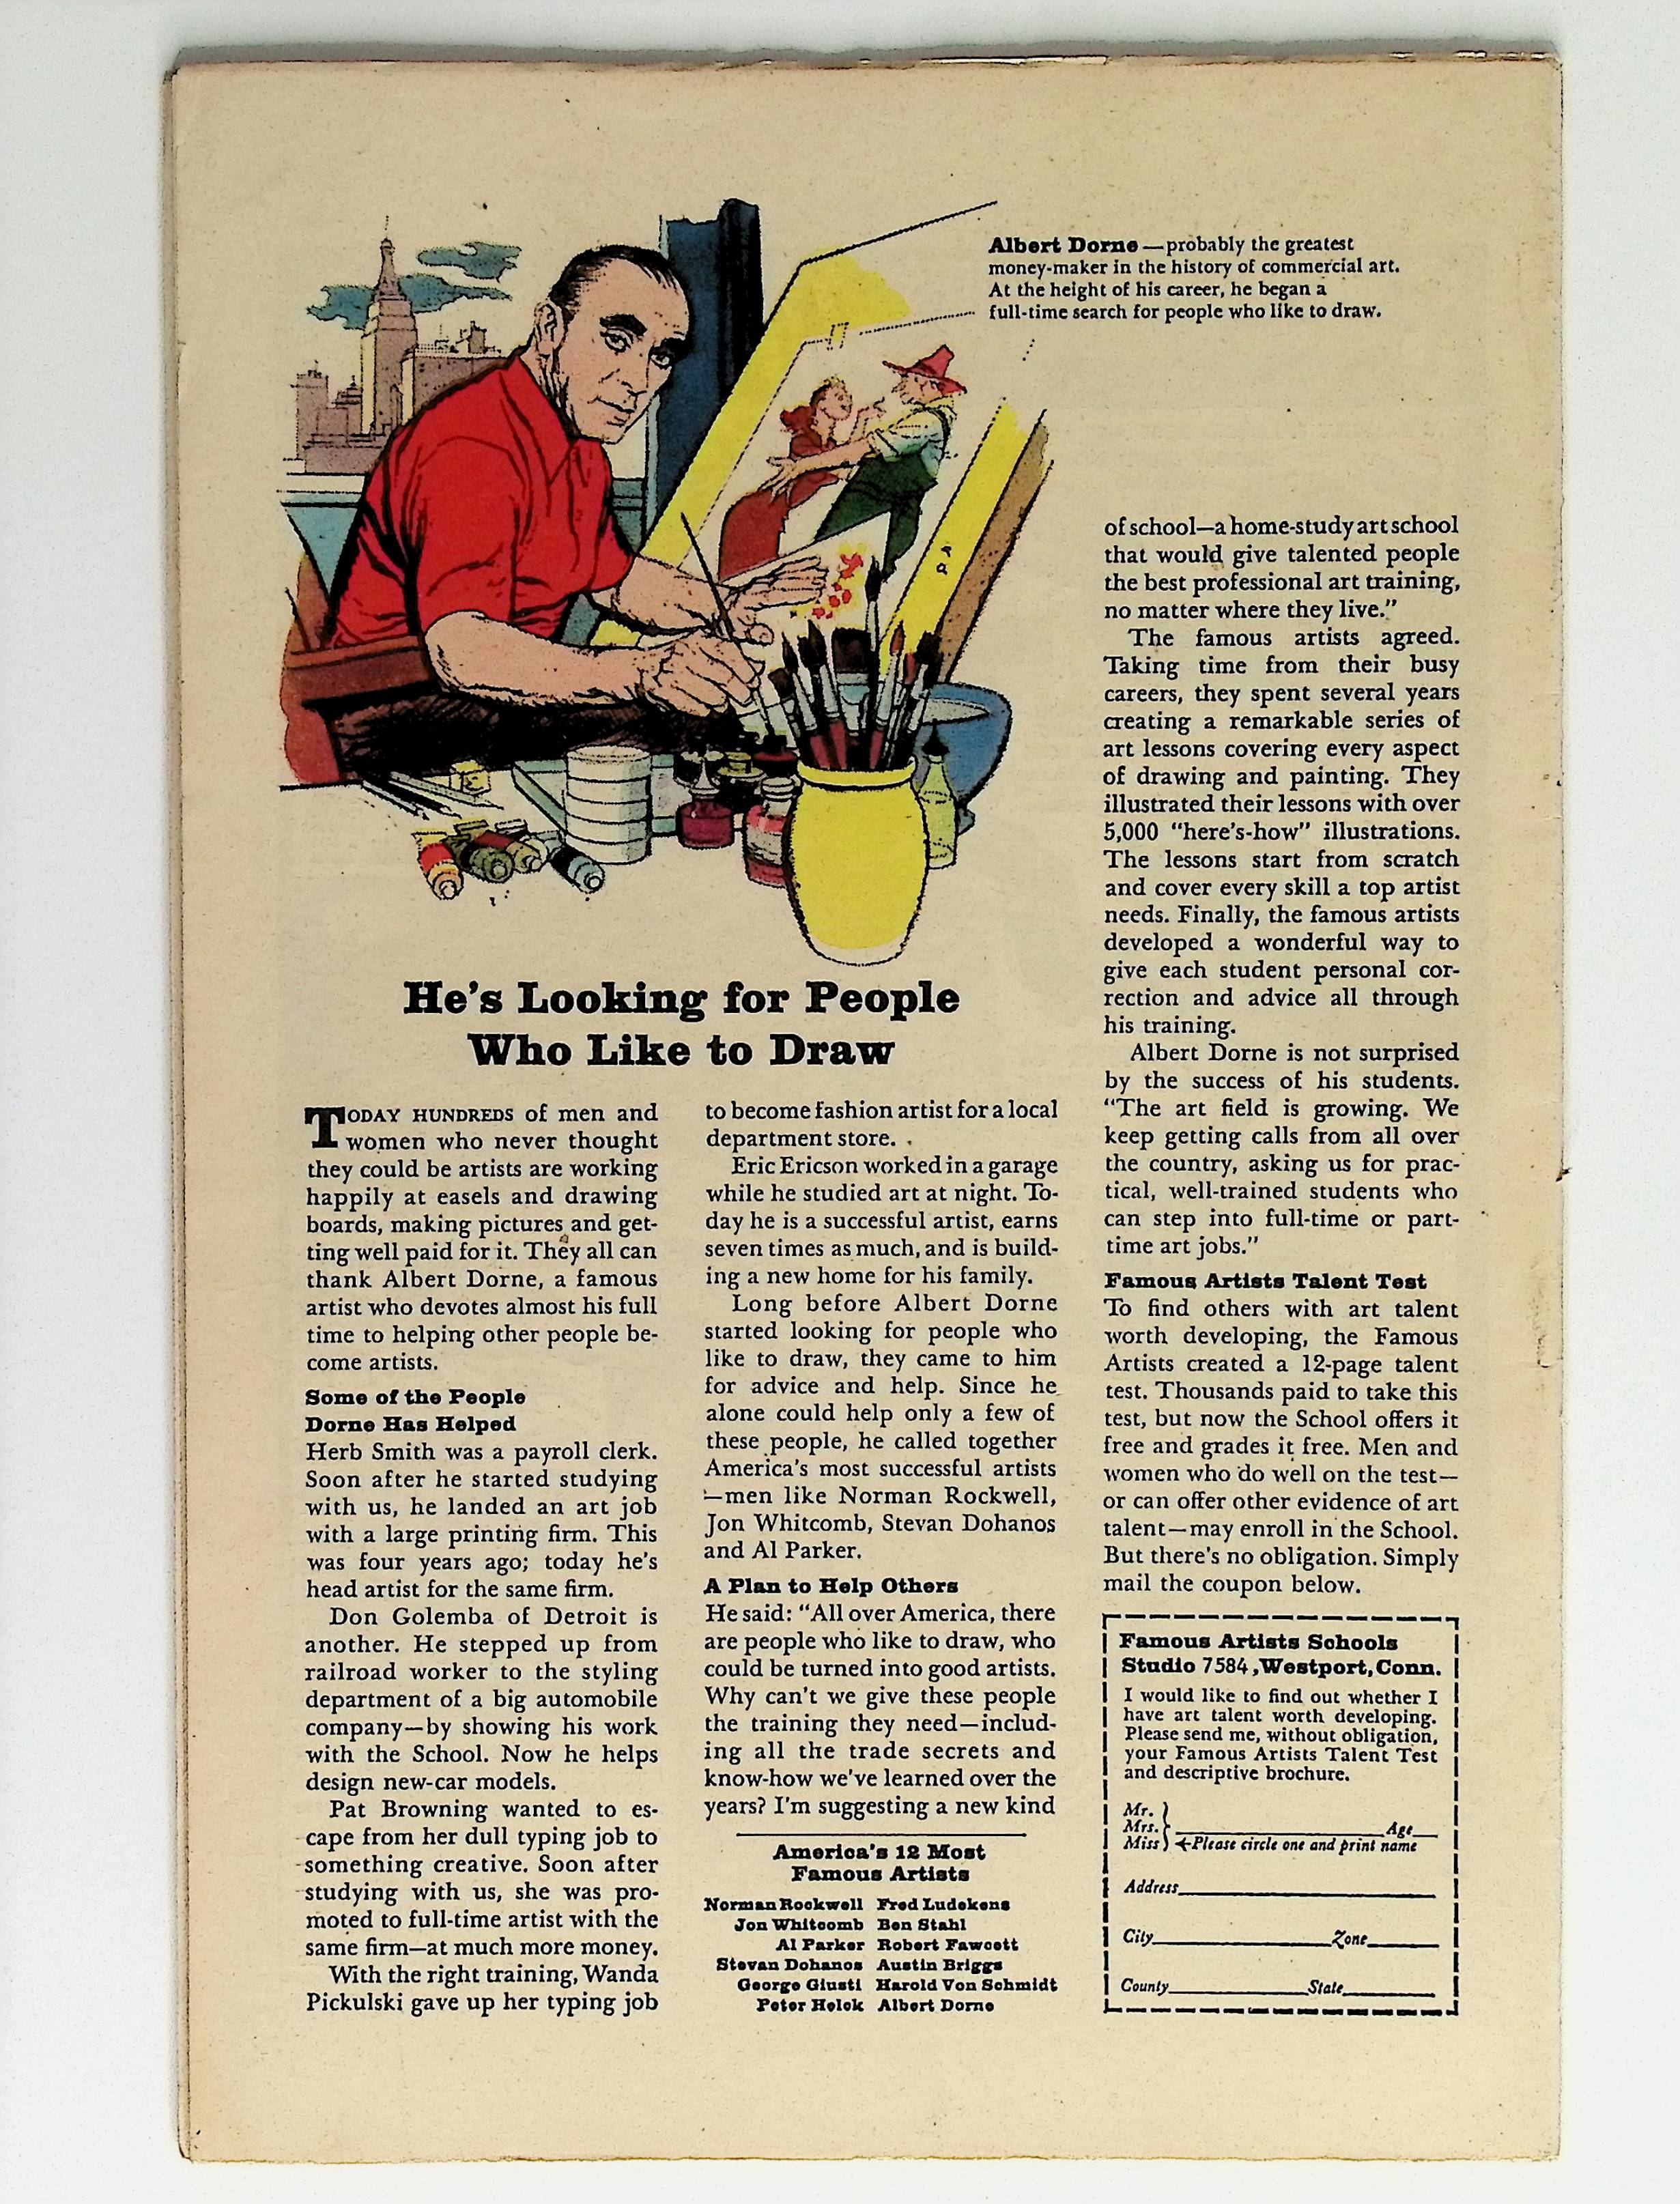 Albert Dorne—probably the greatest
money-maker in the history of commercial art.
At the height of his career, he began a
full-time search for people who like to draw.
He's Looking for People
Who Like to Draw
TODAY HUNDREDS of men and
women who never thought
they could be artists are working
happily at easels and drawing
boards, making pictures and get-
ting well paid for it. They all can
thank Albert Dorne, a famous
artist who devotes almost his full
time to helping other people be-
come artists.
Some of the People
Dorne Has Helped
Herb Smith was a payroll clerk.
Soon after he started studying
with us, he landed an art job
with a large printing firm. This
was four years ago; today he's
head artist for the same firm.
Don Golemba of Detroit is
another. He stepped up from
railroad worker to the styling
department of a big automobile
company—by showing his work
with the School. Now he helps
design new-car models.
Pat Browning wanted to es-
cape from her dull typing job to
something creative. Soon after
studying with us, she was pro-
moted to full-time artist with the
same firm—at much more money.
With the right training, Wanda
Pickulski gave up her typing job
to become fashion artist for a local
department store.
Eric Ericson worked in a garage
while he studied art at night. To-
day he is a successful artist, earns
seven times as much, and is build-
ing a new home for his family.
Long before Albert Dorne
started looking for people who
like to draw, they came to him
for advice and help. Since he
alone could help only a few of
these people, he called together
America's most successful artists
—men like Norman Rockwell,
Jon Whitcomb, Stevan Dohanos
and Al Parker.
A Plan to Help Others
He said: "All over America, there
are people who like to draw, who
could be turned into good artists.
Why can't we give these people
the training they need—includ-
ing all the trade secrets and
know-how we've learned over the
years? I'm suggesting a new kind
America's 12 Most
Famous Artists
Norman Rockwell Fred Ludekens
Jon Whitcomb Ben Stahl
Al Parker Robert Fawcett
Stevan Dohanos Austin Briggs
George Giusti Harold Von Schmidt
Peter Helck Albert Dorne
of school—a home-study art school
that would give talented people
the best professional art training,
no matter where they live."
The famous artists agreed.
Taking time from their busy
careers, they spent several years
creating a remarkable series of
art lessons covering every aspect
of drawing and painting. They
illustrated their lessons with over
5,000 "here's-how" illustrations.
The lessons start from scratch
and cover every skill a top artist
needs. Finally, the famous artists
developed a wonderful way to
give each student personal cor-
rection and advice all through
his training.
Albert Dorne is not surprised
by the success of his students.
"The art field is growing. We
keep getting calls from all over
the country, asking us for prac-
tical, well-trained students who
can step into full-time or part-
time art jobs."
Famous Artists Talent Test
To find others with art talent
worth developing, the Famous
Artists created a 12-page talent
test. Thousands paid to take this
test, but now the School offers it
free and grades it free. Men and
women who do well on the test—
or can offer other evidence of art
talent—may enroll in the School.
But there's no obligation. Simply
mail the coupon below.
Famous Artists Schools
Studio 7584, Westport, Conn.
I would like to find out whether I
have art talent worth developing.
Please send me, without obligation,
your Famous Artists Talent Test
and descriptive brochure.
Mr.
Mrs. Age
Miss ←Please circle one and print name
Address
City Zone
County State